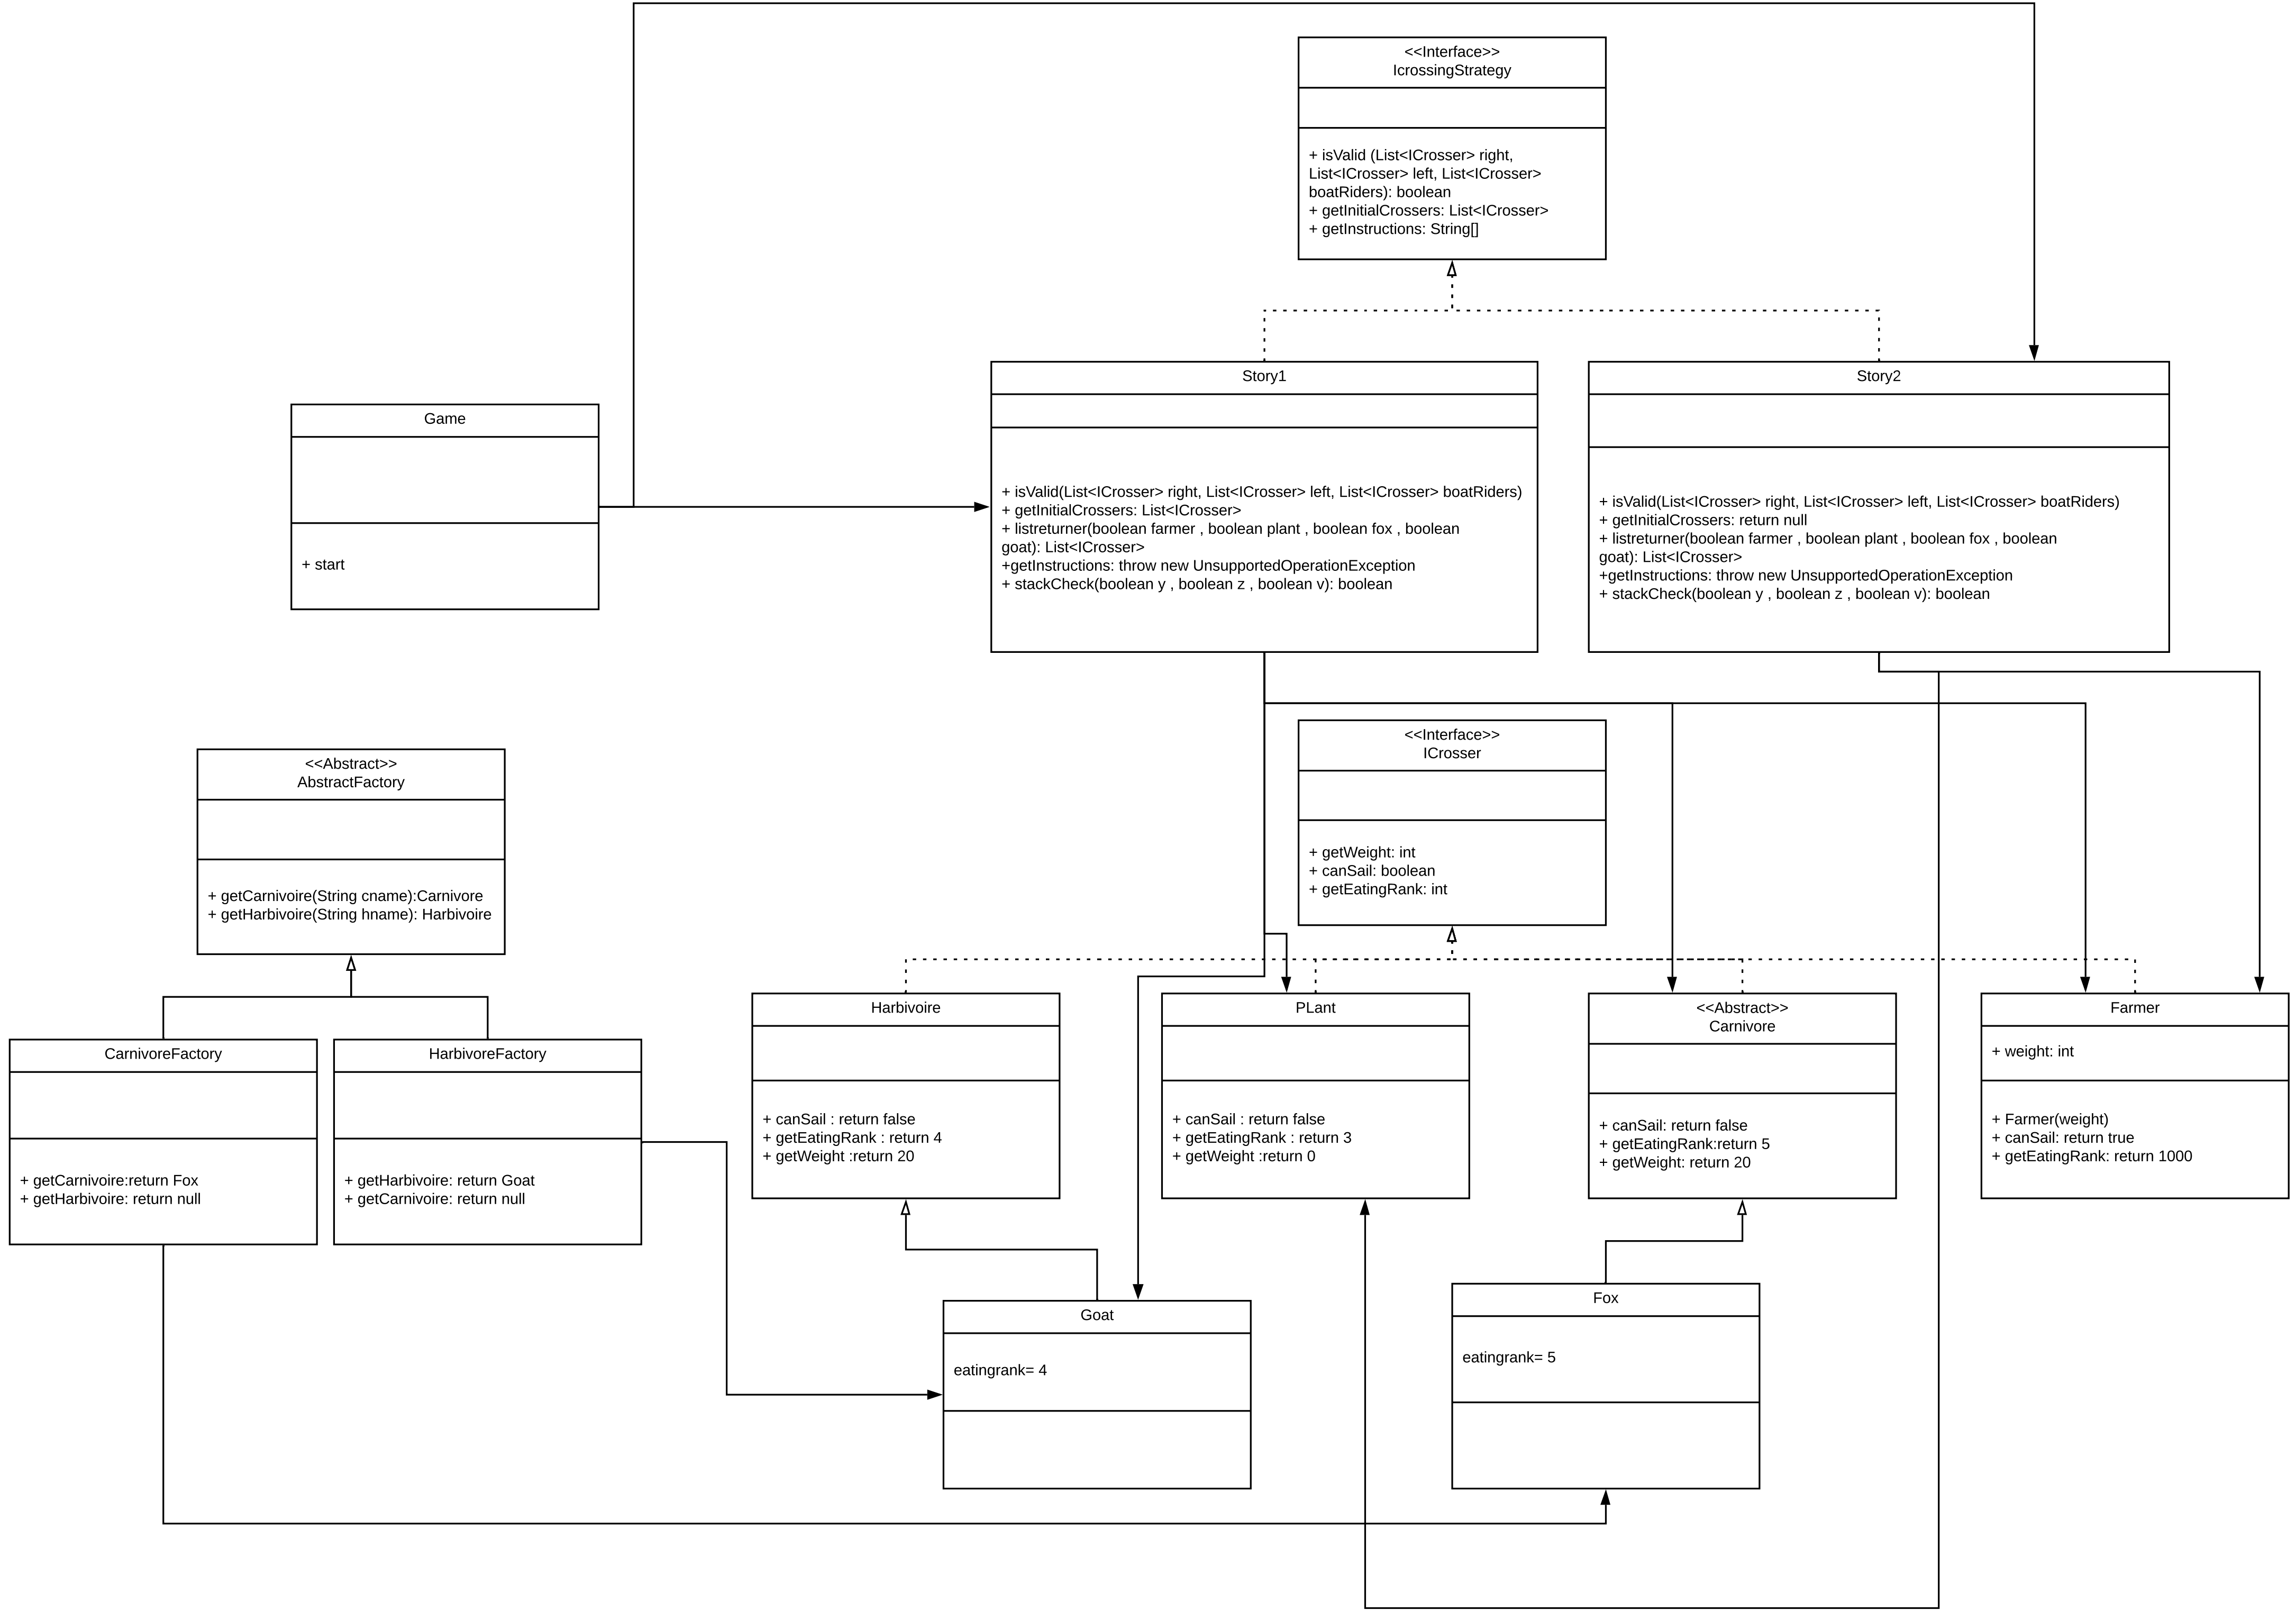 <<Interface>>
IcrossingStrategy
+ isValid (List<ICrosser> right,
List<ICrosser> left, List<ICrosser>
boatRiders): boolean
+ getInitialCrossers: List<ICrosser>
+ getInstructions: String[]
Game
+ start
Story1
+ isValid(List<ICrosser> right, List<ICrosser> left, List<ICrosser> boatRiders)
+ getInitialCrossers: List<ICrosser>
+ listreturner(boolean farmer , boolean plant , boolean fox , boolean
goat): List<ICrosser>
+getInstructions: throw new UnsupportedOperationException
+ stackCheck(boolean y , boolean z , boolean v): boolean
Story2
+ isValid(List<ICrosser> right, List<ICrosser> left, List<ICrosser> boatRiders)
+ getInitialCrossers: return null
+ listreturner(boolean farmer , boolean plant , boolean fox , boolean
goat): List<ICrosser>
+getInstructions: throw new UnsupportedOperationException
+ stackCheck(boolean y , boolean z , boolean v): boolean
<<Abstract>>
AbstractFactory
+ getCarnivoire(String cname):Carnivore
+ getHarbivoire(String hname): Harbivoire
<<Interface>>
ICrosser
+ getWeight: int
+ canSail: boolean
+ getEatingRank: int
CarnivoreFactory
+ getCarnivoire:return Fox
+ getHarbivoire: return null
HarbivoreFactory
+ getHarbivoire: return Goat
+ getCarnivoire: return null
Harbivoire
+ canSail : return false
+ getEatingRank : return 4
+ getWeight :return 20
PLant
+ canSail : return false
+ getEatingRank : return 3
+ getWeight :return 0
<<Abstract>>
Carnivore
+ canSail: return false
+ getEatingRank:return 5
+ getWeight: return 20
Farmer
+ weight: int
+ Farmer(weight)
+ canSail: return true
+ getEatingRank: return 1000
Goat
eatingrank= 4
Fox
eatingrank= 5